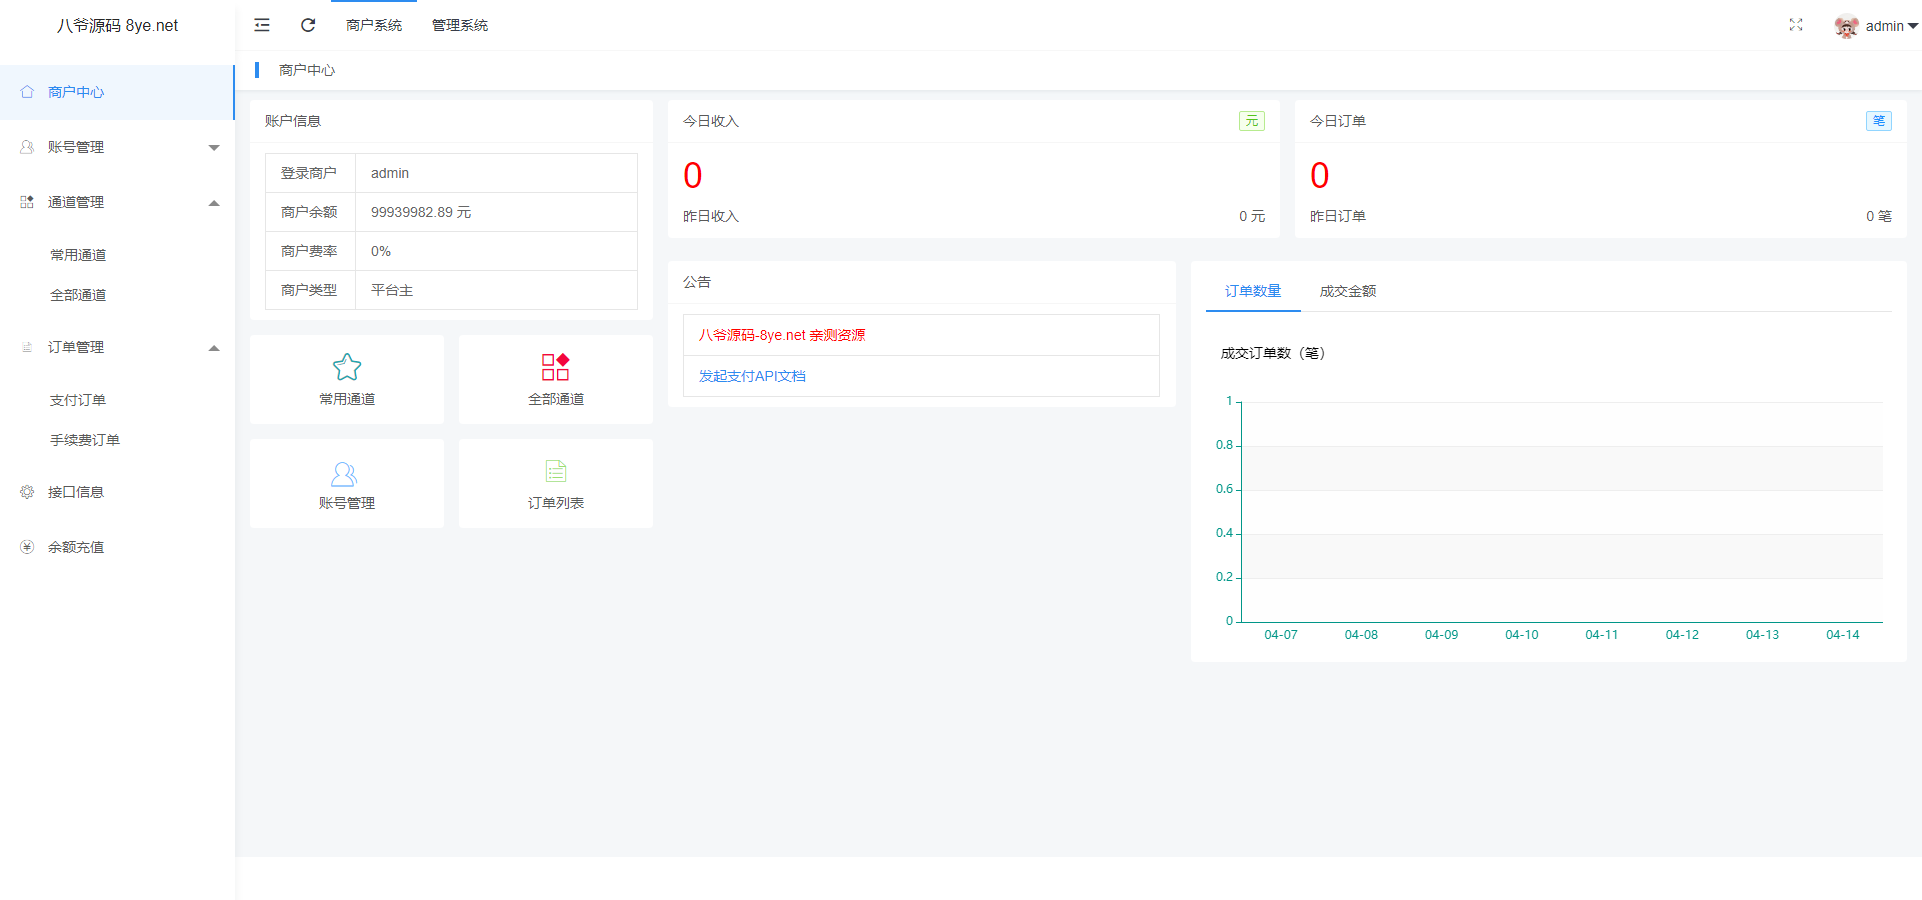 八爷源码 8ye.net
商户系统
管理系统
admin
商户中心
账号管理
通道管理
常用通道
全部通道
订单管理
支付订单
手续费订单
接口信息
余额充值
商户中心
账户信息
登录商户 admin
商户余额 99939982.89 元
商户费率 0%
商户类型 平台主
常用通道
全部通道
账号管理
订单列表
今日收入 元
0
昨日收入 0 元
今日订单 笔
0
昨日订单 0 笔
公告
八爷源码-8ye.net 亲测资源
发起支付API文档
订单数量 成交金额
成交订单数（笔）
1
0.8
0.6
0.4
0.2
0
04-07 04-08 04-09 04-10 04-11 04-12 04-13 04-14